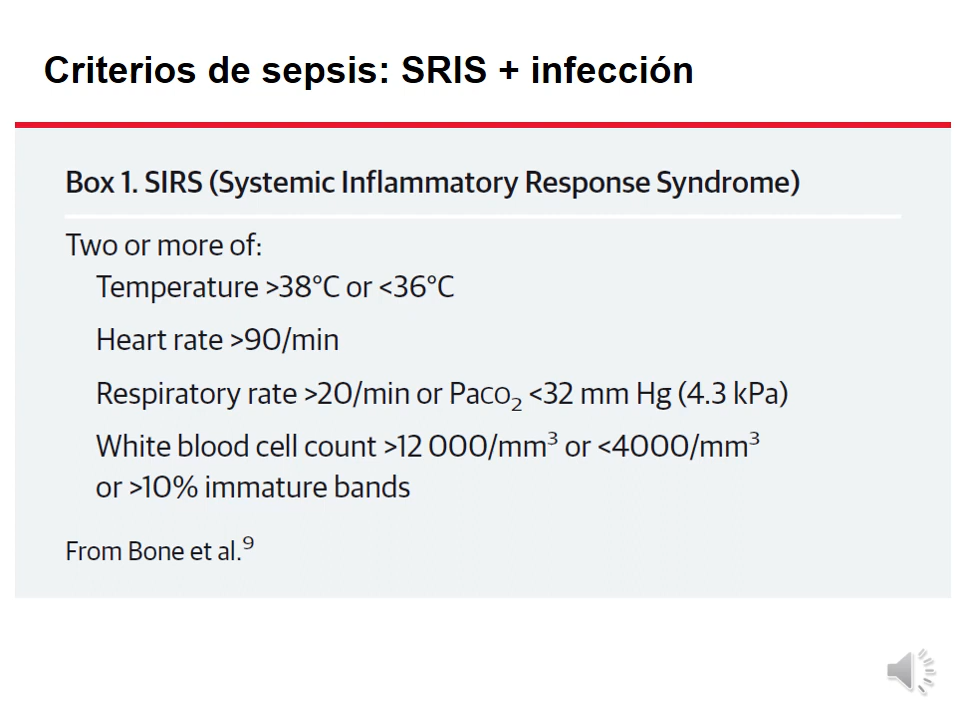 Criterios de sepsis: SRIS + infección
Box 1. SIRS (Systemic Inflammatory Response Syndrome)
Two or more of:
Temperature >38°C or <36°C
Heart rate >90/min
Respiratory rate >20/min or PaCO₂ <32 mm Hg (4.3 kPa)
White blood cell count >12 000/mm³ or <4000/mm³
or >10% immature bands
From Bone et al.⁹